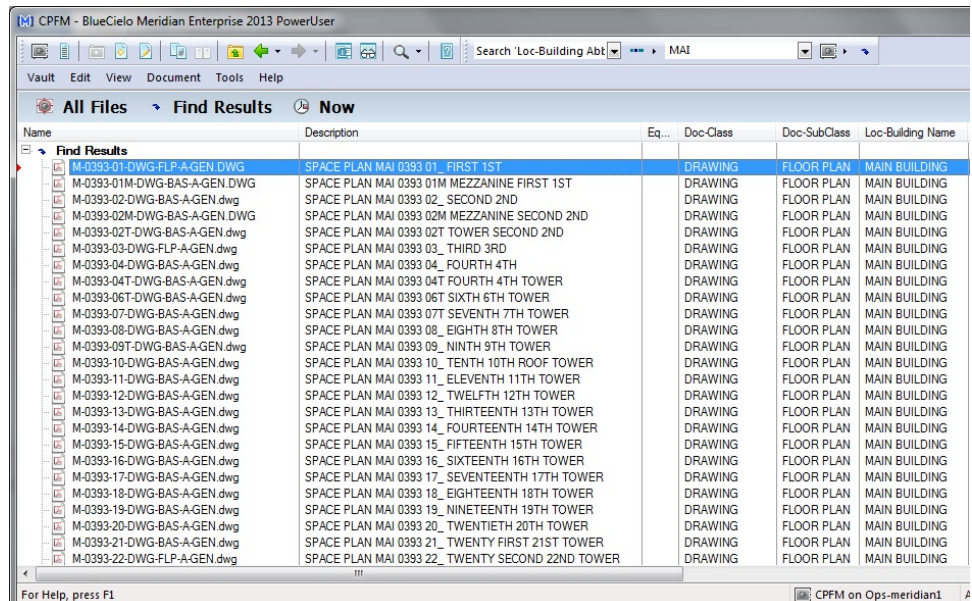 [M] CPFM - BlueCielo Meridian Enterprise 2013 PowerUser
Search 'Loc-Building Abt MAI
Vault Edit View Document Tools Help
All Files Find Results Now
Name Description Eq... Doc-Class Doc-SubClass Loc-Building Name
Find Results
M-0393-01-DWG-FLP-A-GEN.DWG SPACE PLAN MAI 0393 01_ FIRST 1ST DRAWING FLOOR PLAN MAIN BUILDING
M-0393-01M-DWG-BAS-A-GEN.DWG SPACE PLAN MAI 0393 01M MEZZANINE FIRST 1ST DRAWING FLOOR PLAN MAIN BUILDING
M-0393-02-DWG-BAS-A-GEN.dwg SPACE PLAN MAI 0393 02_ SECOND 2ND DRAWING FLOOR PLAN MAIN BUILDING
M-0393-02M-DWG-BAS-A-GEN.DWG SPACE PLAN MAI 0393 02M MEZZANINE SECOND 2ND DRAWING FLOOR PLAN MAIN BUILDING
M-0393-02T-DWG-BAS-A-GEN.dwg SPACE PLAN MAI 0393 02T TOWER SECOND 2ND DRAWING FLOOR PLAN MAIN BUILDING
M-0393-03-DWG-FLP-A-GEN.dwg SPACE PLAN MAI 0393 03_ THIRD 3RD DRAWING FLOOR PLAN MAIN BUILDING
M-0393-04-DWG-BAS-A-GEN.dwg SPACE PLAN MAI 0393 04_ FOURTH 4TH DRAWING FLOOR PLAN MAIN BUILDING
M-0393-04T-DWG-BAS-A-GEN.dwg SPACE PLAN MAI 0393 04T FOURTH 4TH TOWER DRAWING FLOOR PLAN MAIN BUILDING
M-0393-06T-DWG-BAS-A-GEN.dwg SPACE PLAN MAI 0393 06T SIXTH 6TH TOWER DRAWING FLOOR PLAN MAIN BUILDING
M-0393-07-DWG-BAS-A-GEN.dwg SPACE PLAN MAI 0393 07T SEVENTH 7TH TOWER DRAWING FLOOR PLAN MAIN BUILDING
M-0393-08-DWG-BAS-A-GEN.dwg SPACE PLAN MAI 0393 08_ EIGHTH 8TH TOWER DRAWING FLOOR PLAN MAIN BUILDING
M-0393-09T-DWG-BAS-A-GEN.dwg SPACE PLAN MAI 0393 09_ NINTH 9TH TOWER DRAWING FLOOR PLAN MAIN BUILDING
M-0393-10-DWG-BAS-A-GEN.dwg SPACE PLAN MAI 0393 10_ TENTH 10TH ROOF TOWER DRAWING FLOOR PLAN MAIN BUILDING
M-0393-11-DWG-BAS-A-GEN.dwg SPACE PLAN MAI 0393 11_ ELEVENTH 11TH TOWER DRAWING FLOOR PLAN MAIN BUILDING
M-0393-12-DWG-BAS-A-GEN.dwg SPACE PLAN MAI 0393 12_ TWELFTH 12TH TOWER DRAWING FLOOR PLAN MAIN BUILDING
M-0393-13-DWG-BAS-A-GEN.dwg SPACE PLAN MAI 0393 13_ THIRTEENTH 13TH TOWER DRAWING FLOOR PLAN MAIN BUILDING
M-0393-14-DWG-BAS-A-GEN.dwg SPACE PLAN MAI 0393 14_ FOURTEENTH 14TH TOWER DRAWING FLOOR PLAN MAIN BUILDING
M-0393-15-DWG-BAS-A-GEN.dwg SPACE PLAN MAI 0393 15_ FIFTEENTH 15TH TOWER DRAWING FLOOR PLAN MAIN BUILDING
M-0393-16-DWG-BAS-A-GEN.dwg SPACE PLAN MAI 0393 16_ SIXTEENTH 16TH TOWER DRAWING FLOOR PLAN MAIN BUILDING
M-0393-17-DWG-BAS-A-GEN.dwg SPACE PLAN MAI 0393 17_ SEVENTEENTH 17TH TOWER DRAWING FLOOR PLAN MAIN BUILDING
M-0393-18-DWG-BAS-A-GEN.dwg SPACE PLAN MAI 0393 18_ EIGHTEENTH 18TH TOWER DRAWING FLOOR PLAN MAIN BUILDING
M-0393-19-DWG-BAS-A-GEN.dwg SPACE PLAN MAI 0393 19_ NINETEENTH 19TH TOWER DRAWING FLOOR PLAN MAIN BUILDING
M-0393-20-DWG-BAS-A-GEN.dwg SPACE PLAN MAI 0393 20_ TWENTIETH 20TH TOWER DRAWING FLOOR PLAN MAIN BUILDING
M-0393-21-DWG-BAS-A-GEN.dwg SPACE PLAN MAI 0393 21_ TWENTY FIRST 21ST TOWER DRAWING FLOOR PLAN MAIN BUILDING
M-0393-22-DWG-FLP-A-GEN.dwg SPACE PLAN MAI 0393 22_ TWENTY SECOND 22ND TOWER DRAWING FLOOR PLAN MAIN BUILDING
For Help, press F1 CPFM on Ops-meridian1